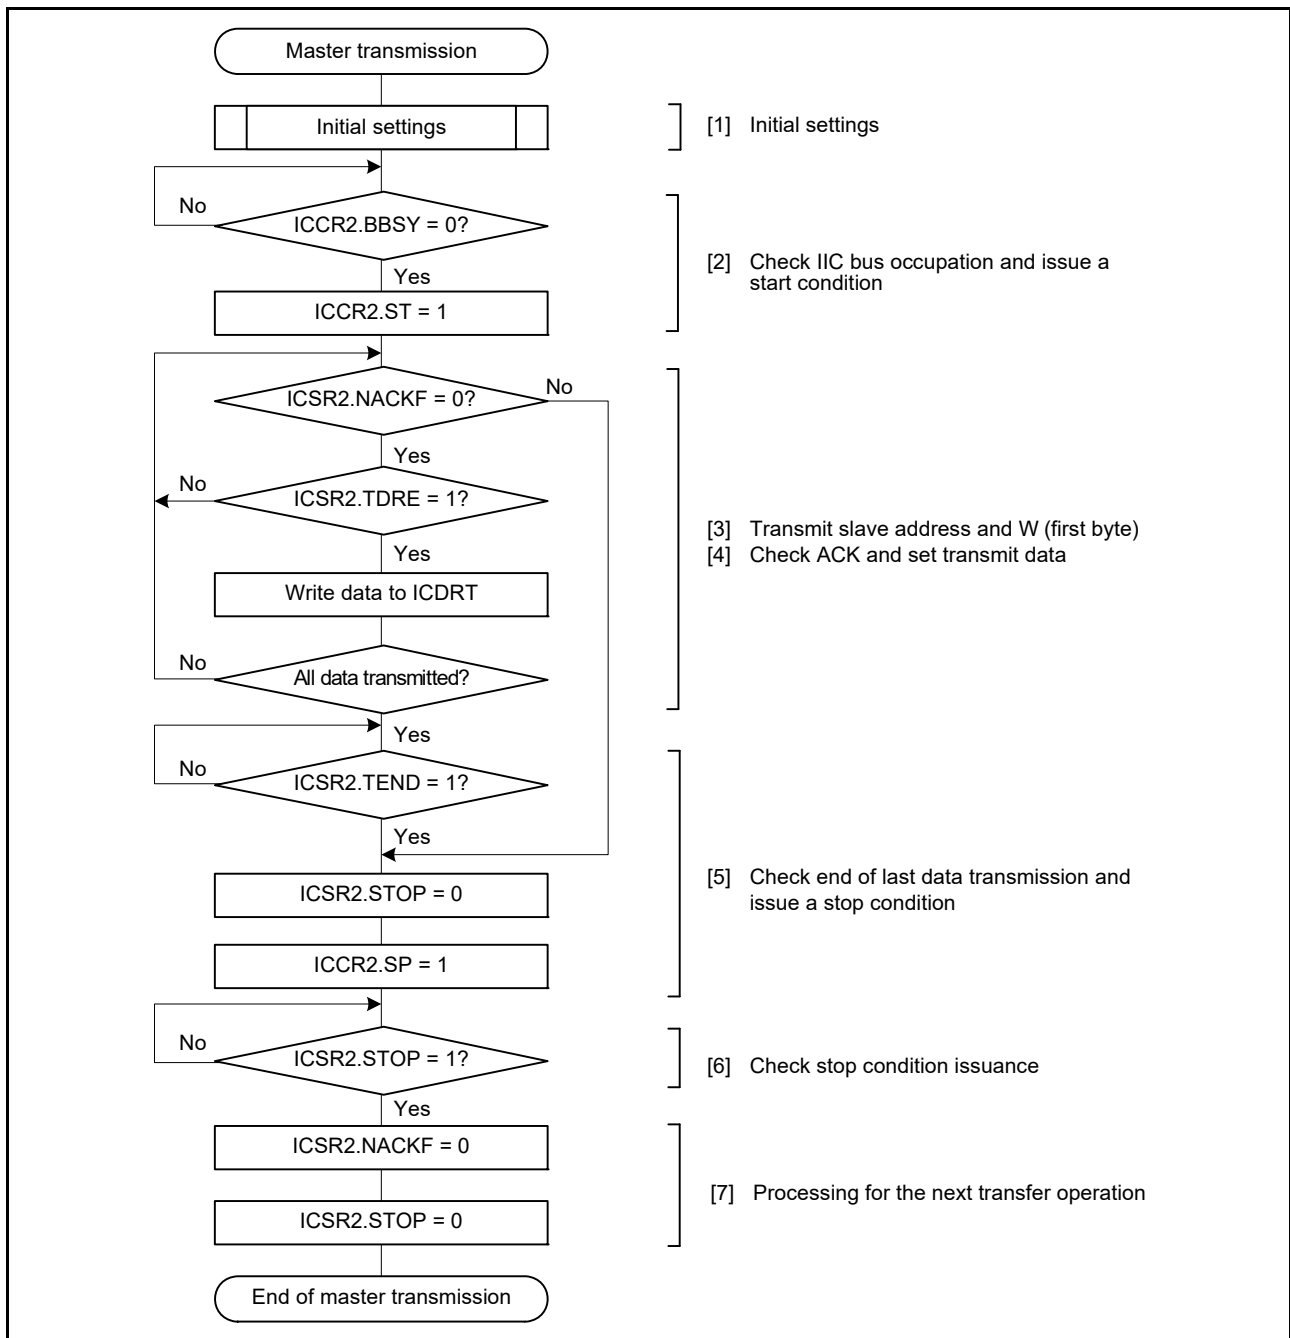 Master transmission
Initial settings
[1] Initial settings
No
ICCR2.BBSY = 0?
Yes
[2] Check IIC bus occupation and issue a
start condition
ICCR2.ST = 1
ICSR2.NACKF = 0?
No
Yes
No
ICSR2.TDRE = 1?
Yes
[3] Transmit slave address and W (first byte)
[4] Check ACK and set transmit data
Write data to ICDRT
No
All data transmitted?
Yes
No
ICSR2.TEND = 1?
Yes
[5] Check end of last data transmission and
issue a stop condition
ICSR2.STOP = 0
ICCR2.SP = 1
No
ICSR2.STOP = 1?
[6] Check stop condition issuance
Yes
ICSR2.NACKF = 0
[7] Processing for the next transfer operation
ICSR2.STOP = 0
End of master transmission